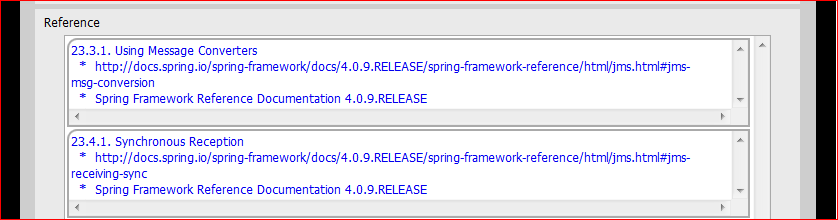 Reference
23.3.1. Using Message Converters
* http://docs.spring.io/spring-framework/docs/4.0.9.RELEASE/spring-framework-reference/html/jms.html#jms-
msg-conversion
* Spring Framework Reference Documentation 4.0.9.RELEASE
23.4.1. Synchronous Reception
* http://docs.spring.io/spring-framework/docs/4.0.9.RELEASE/spring-framework-reference/html/jms.html#jms-
receiving-sync
* Spring Framework Reference Documentation 4.0.9.RELEASE